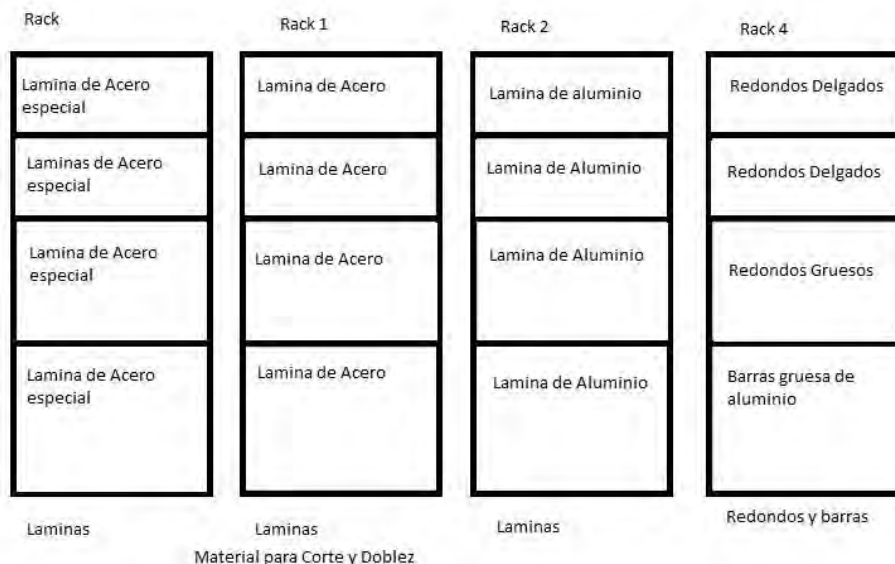 Rack
Rack 1
Rack 2
Rack 4
Lamina de Acero
especial
Lamina de Acero
Lamina de aluminio
Redondos Delgados
Laminas de Acero
especial
Lamina de Acero
Lamina de Aluminio
Redondos Delgados
Lamina de Acero
especial
Lamina de Acero
Lamina de Aluminio
Redondos Gruesos
Lamina de Acero
especial
Lamina de Acero
Lamina de Aluminio
Barras gruesa de
aluminio
Laminas
Laminas
Laminas
Redondos y barras
Material para Corte y Doblez